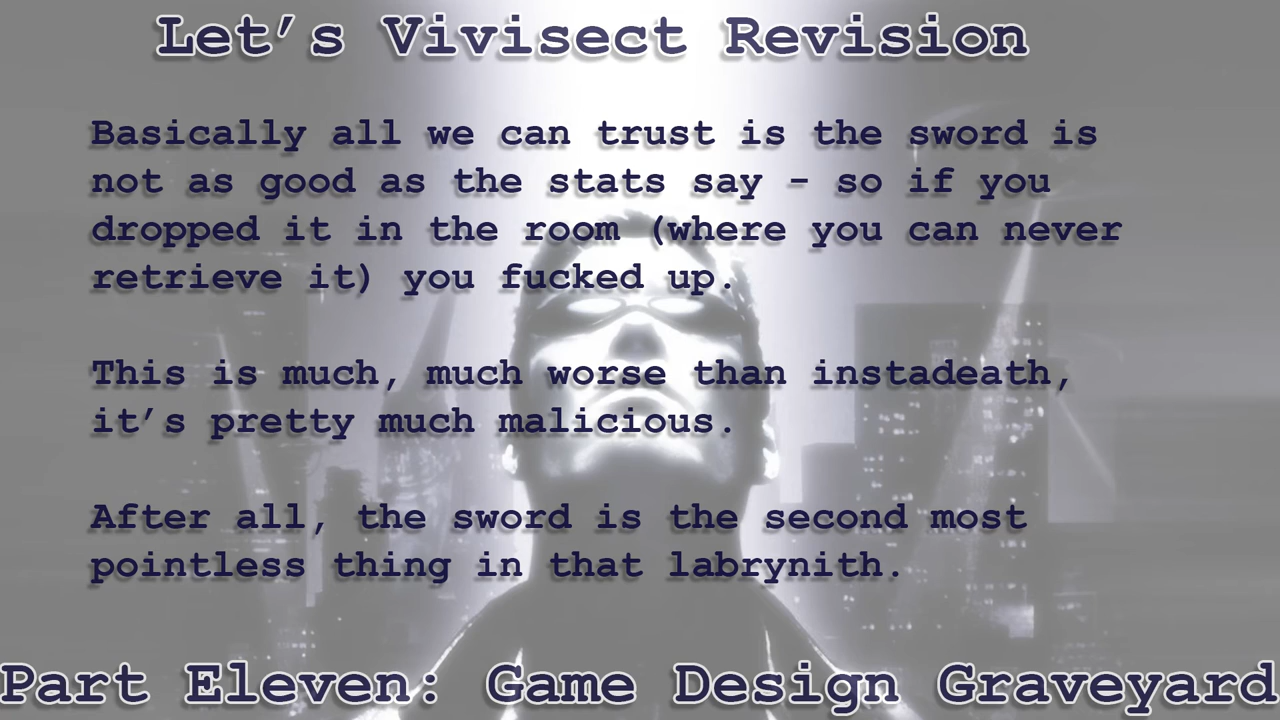 Let’s Vivisect Revision
Basically all we can trust is the sword is
not as good as the stats say – so if you
dropped it in the room (where you can never
retrieve it) you fucked up.
This is much, much worse than instadeath,
it’s pretty much malicious.
After all, the sword is the second most
pointless thing in that labrynith.
Part Eleven: Game Design Graveyard